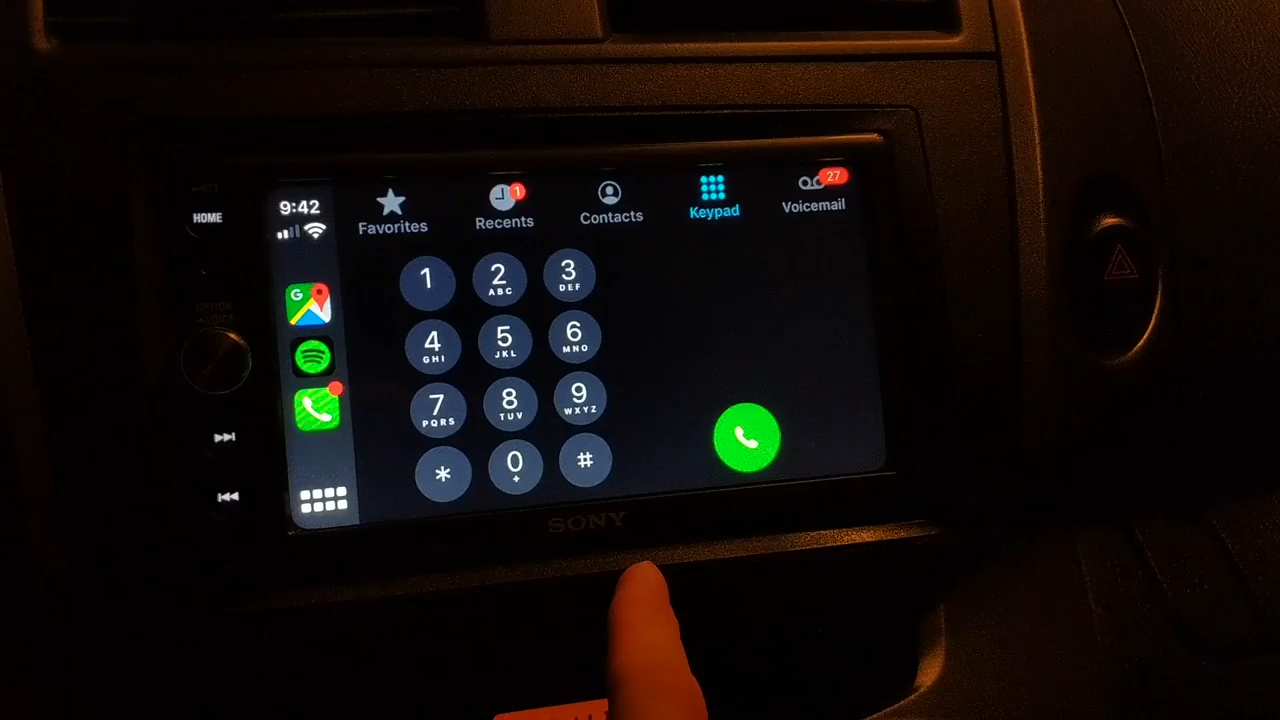 HOME
9:42
Favorites
1
Recents
Contacts
Keypad
27
Voicemail
G
1
2
ABC
3
DEF
4
GHI
5
JKL
6
MNO
7
PQRS
8
TUV
9
WXYZ
*
0
+
#
SONY